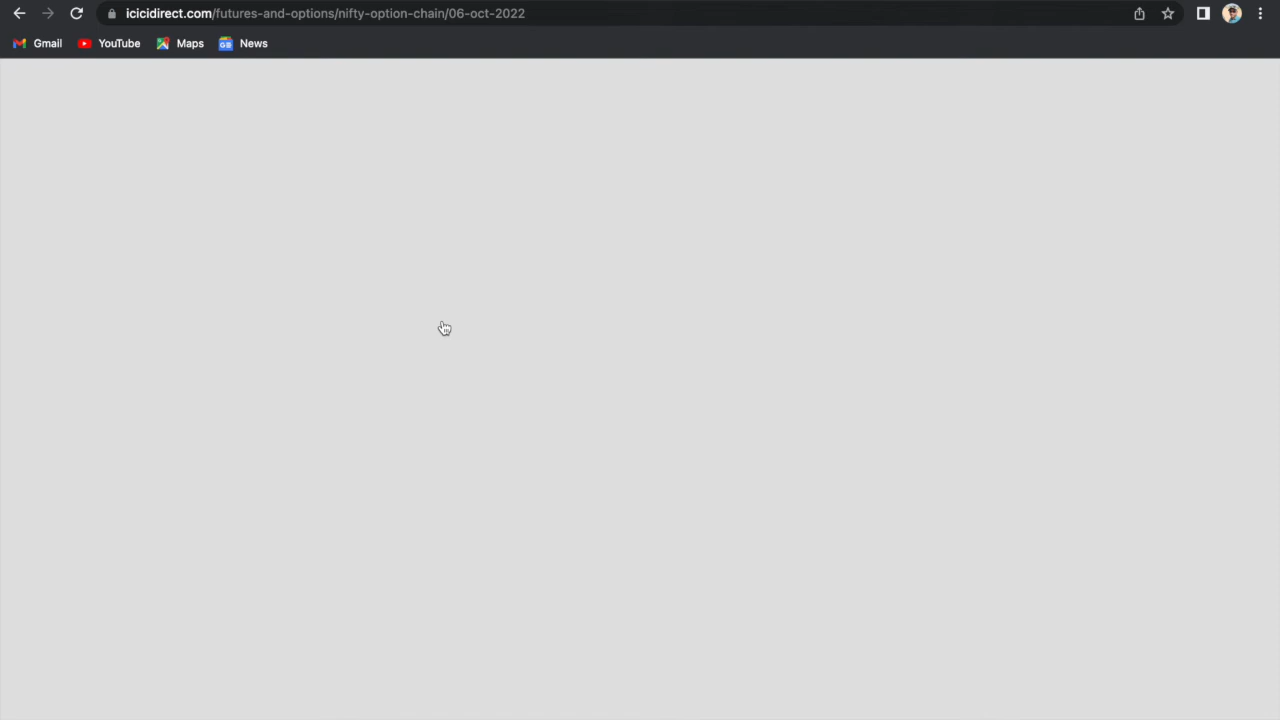 icicidirect.com/futures-and-options/nifty-option-chain/06-oct-2022
Gmail YouTube Maps News